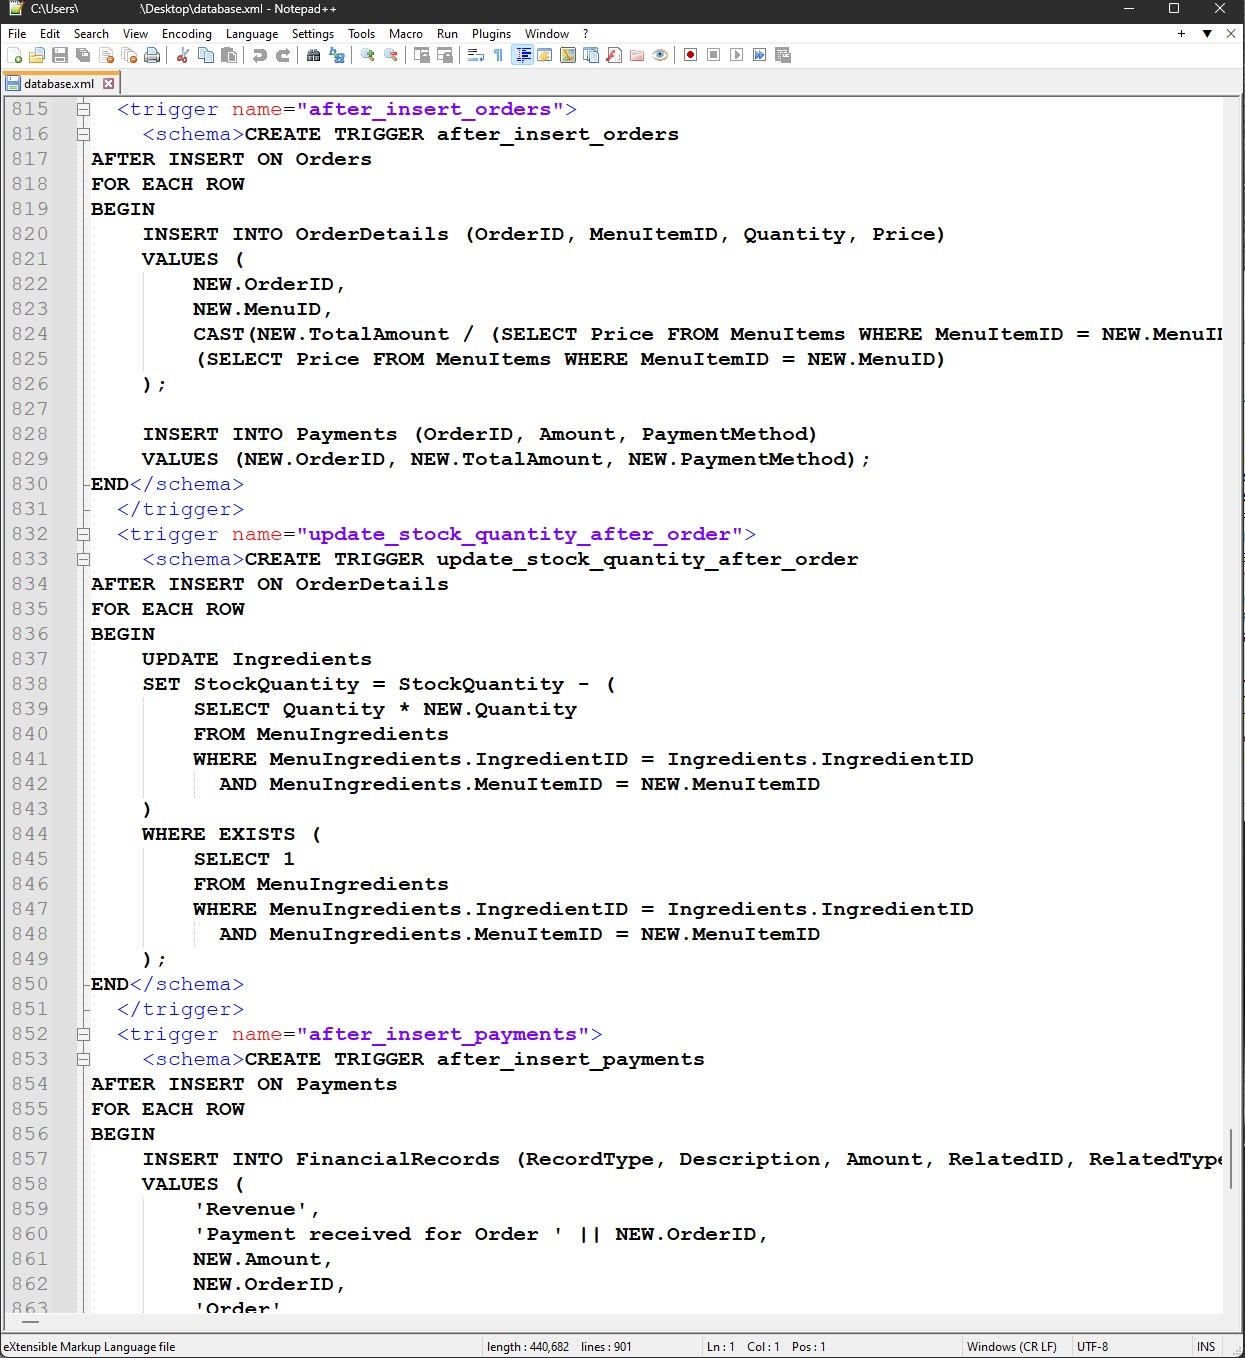 C:\Users\ \Desktop\database.xml - Notepad++
File Edit Search View Encoding Language Settings Tools Macro Run Plugins Window ?
database.xml
815 <trigger name="after_insert_orders">
816 <schema>CREATE TRIGGER after_insert_orders
817 AFTER INSERT ON Orders
818 FOR EACH ROW
819 BEGIN
820 INSERT INTO OrderDetails (OrderID, MenuItemID, Quantity, Price)
821 VALUES (
822 NEW.OrderID,
823 NEW.MenuID,
824 CAST(NEW.TotalAmount / (SELECT Price FROM MenuItems WHERE MenuItemID = NEW.MenuI
825 (SELECT Price FROM MenuItems WHERE MenuItemID = NEW.MenuID)
826 );
827
828 INSERT INTO Payments (OrderID, Amount, PaymentMethod)
829 VALUES (NEW.OrderID, NEW.TotalAmount, NEW.PaymentMethod);
830 END</schema>
831 </trigger>
832 <trigger name="update_stock_quantity_after_order">
833 <schema>CREATE TRIGGER update_stock_quantity_after_order
834 AFTER INSERT ON OrderDetails
835 FOR EACH ROW
836 BEGIN
837 UPDATE Ingredients
838 SET StockQuantity = StockQuantity - (
839 SELECT Quantity * NEW.Quantity
840 FROM MenuIngredients
841 WHERE MenuIngredients.IngredientID = Ingredients.IngredientID
842 AND MenuIngredients.MenuItemID = NEW.MenuItemID
843 )
844 WHERE EXISTS (
845 SELECT 1
846 FROM MenuIngredients
847 WHERE MenuIngredients.IngredientID = Ingredients.IngredientID
848 AND MenuIngredients.MenuItemID = NEW.MenuItemID
849 );
850 END</schema>
851 </trigger>
852 <trigger name="after_insert_payments">
853 <schema>CREATE TRIGGER after_insert_payments
854 AFTER INSERT ON Payments
855 FOR EACH ROW
856 BEGIN
857 INSERT INTO FinancialRecords (RecordType, Description, Amount, RelatedID, RelatedType
858 VALUES (
859 'Revenue',
860 'Payment received for Order ' || NEW.OrderID,
861 NEW.Amount,
862 NEW.OrderID,
863 'Order'
eXtensible Markup Language file length : 440,682 lines : 901 Ln : 1 Col : 1 Pos : 1 Windows (CR LF) UTF-8 INS